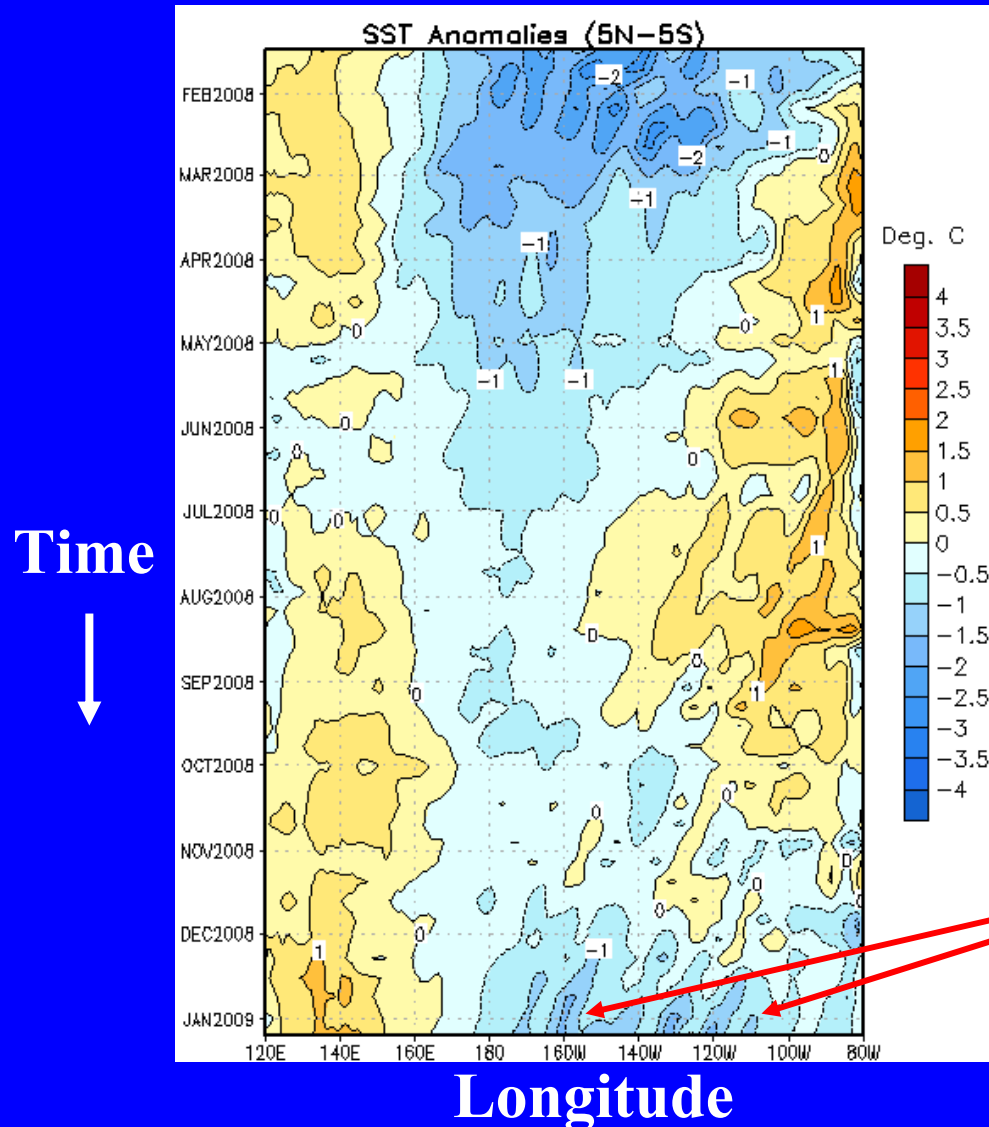 SST Anomalies (5N-5S)
FEB2008
MAR2008
APR2008
MAY2008
JUN2008
JUL2008
AUG2008
SEP2008
OCT2008
NOV2008
DEC2008
JAN2009
-2
-1
-1
0
-2
-1
-1
1
0
0
-1
-1
1
0
0
0
0
0
1
D
0
0
1
0
0
D
0
0
0
-1
1
120E 140E 160E 180 160W 140W 120W 100W 80W
Deg. C
4
3.5
3
2.5
2
1.5
1
0.5
0
-0.5
-1
-1.5
-2
-2.5
-3
-3.5
-4
Time
Longitude